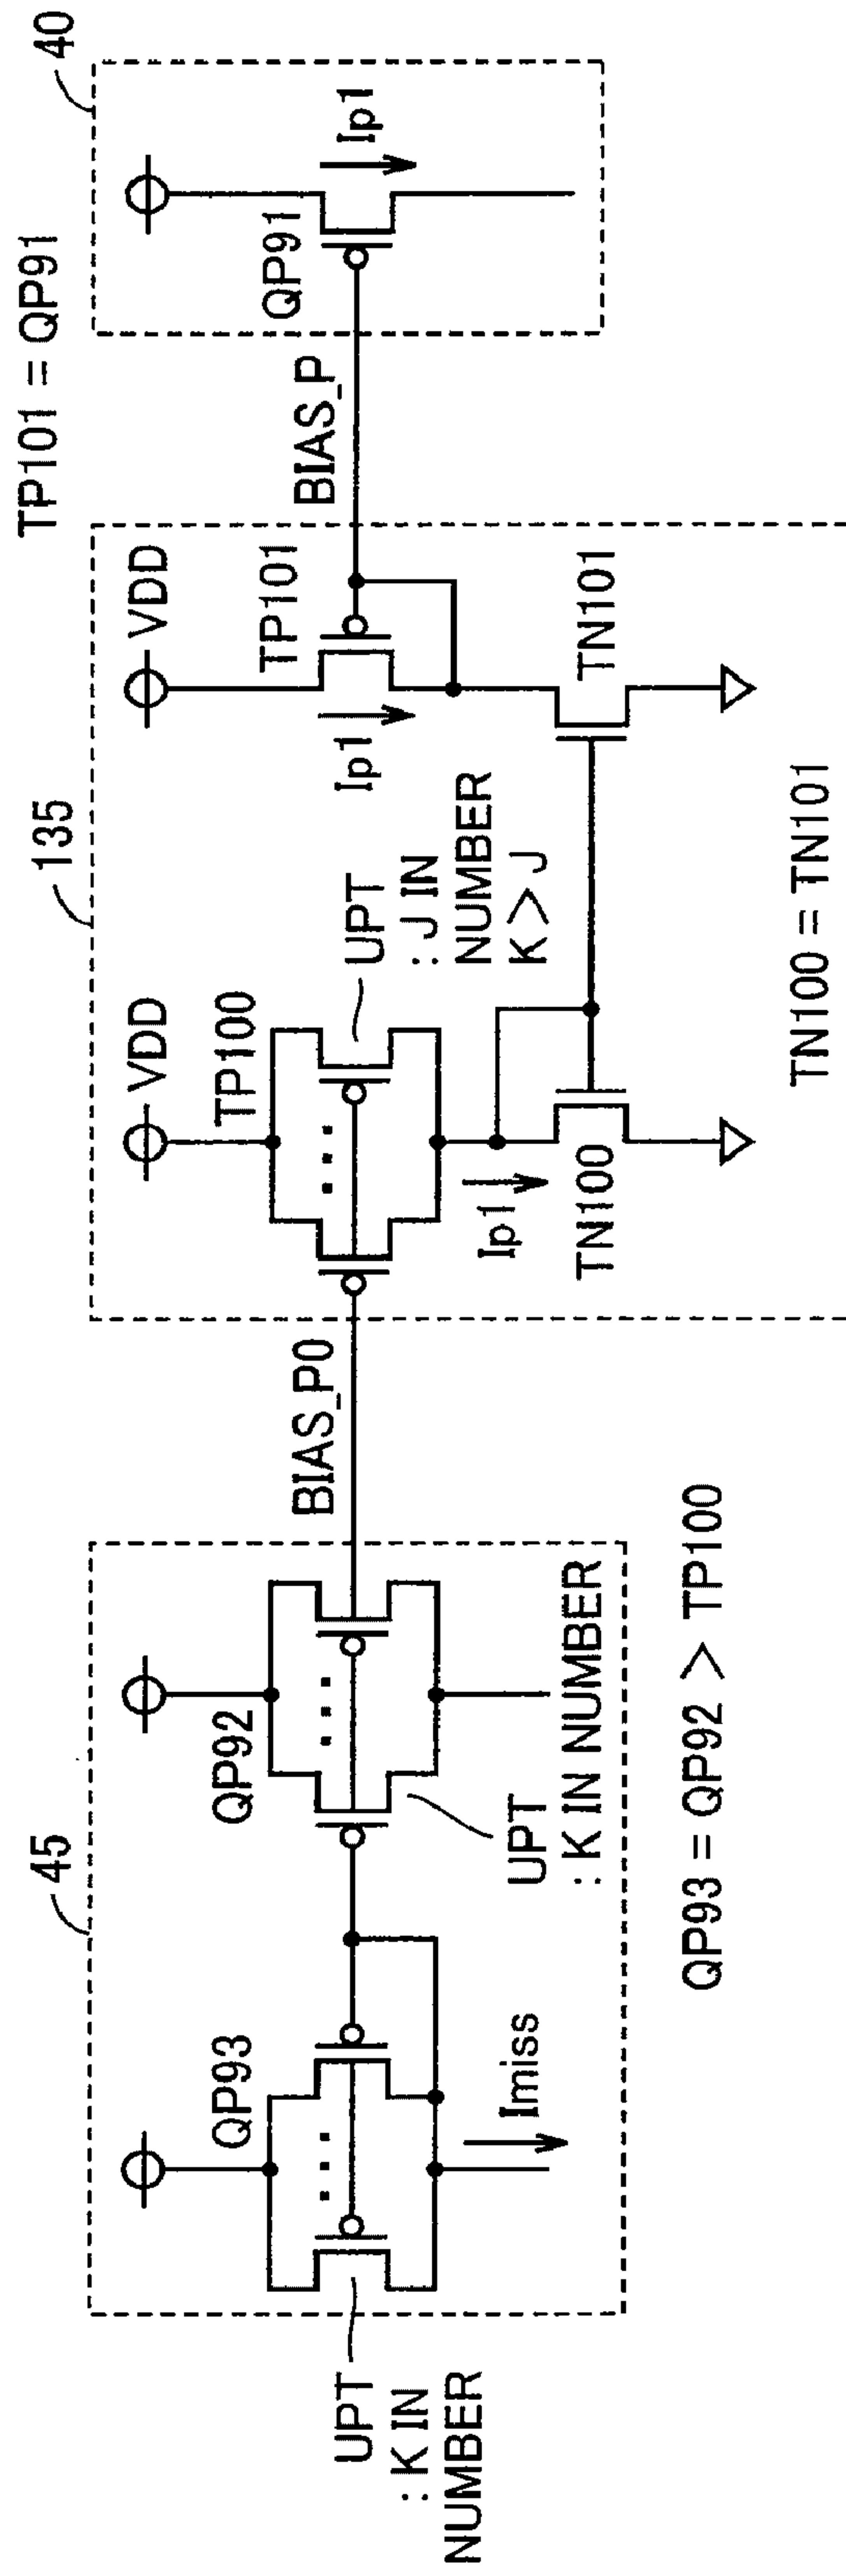 TP101 = QP91
45
135
40
QP93
QP92
VDD
TP100
VDD
TP101
BIAS_P0
BIAS_P
QP91
Ip1
UPT
: K IN
NUMBER
Imiss
UPT
: K IN NUMBER
Ip1
UPT
: J IN
NUMBER
K > J
Ip1
TN100
TN101
QP93 = QP92 > TP100
TN100 = TN101